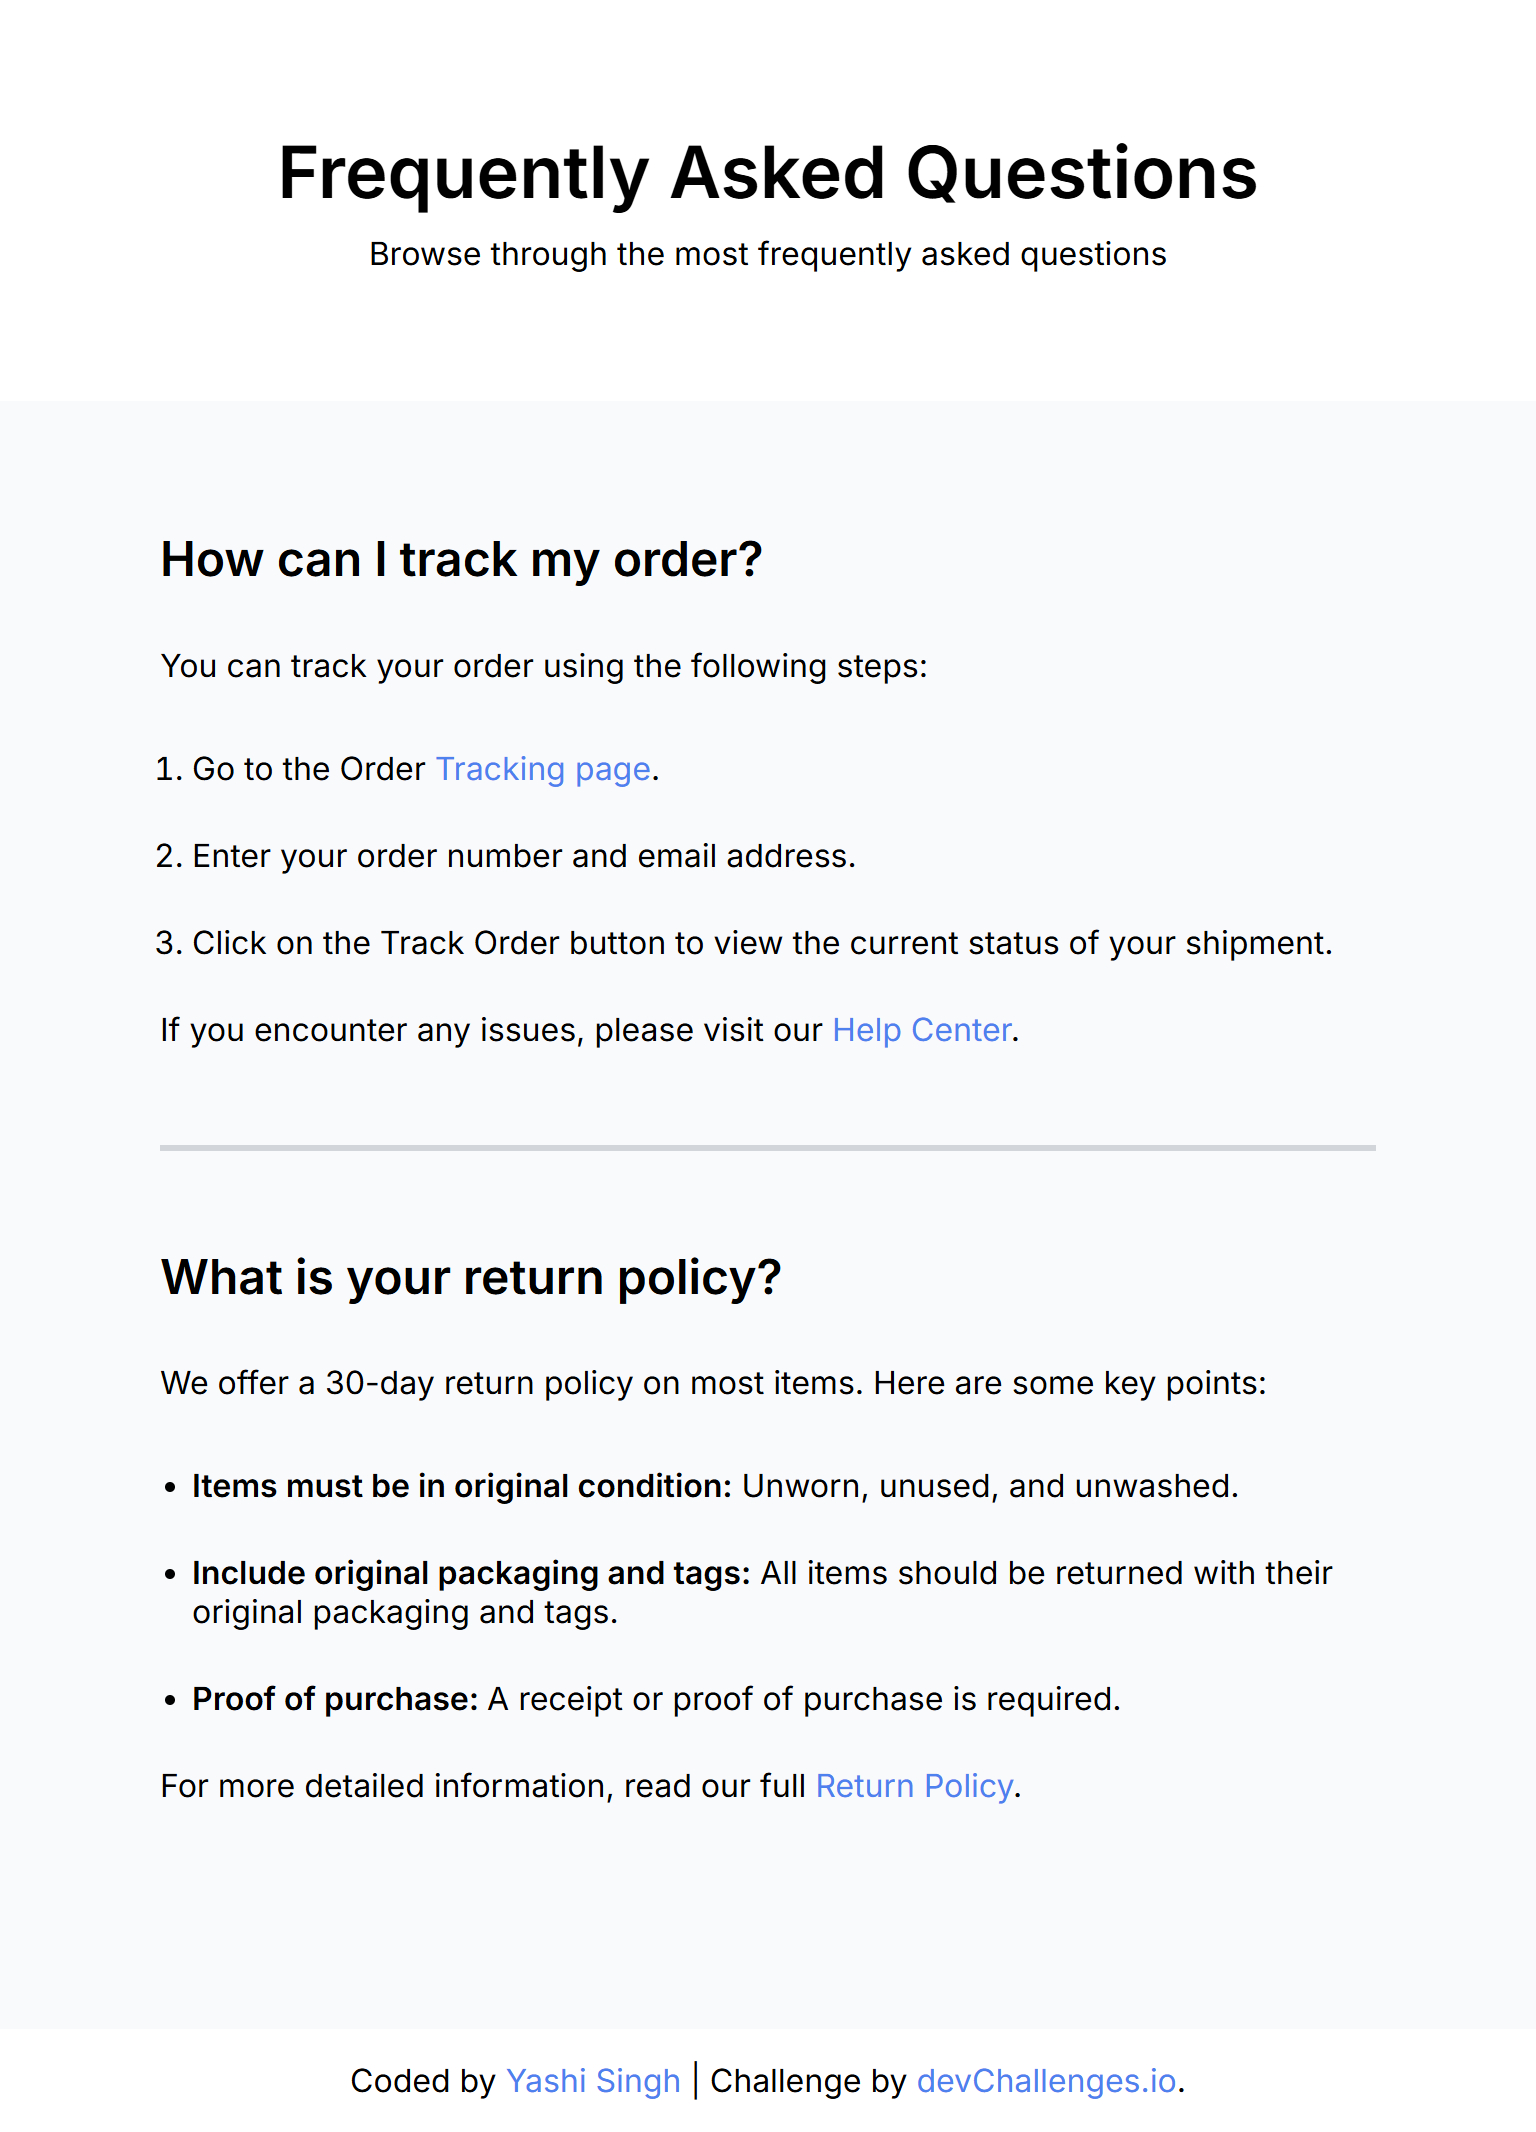 Frequently Asked Questions
Browse through the most frequently asked questions
How can I track my order?
You can track your order using the following steps:
1. Go to the Order Tracking page.
2. Enter your order number and email address.
3. Click on the Track Order button to view the current status of your shipment.
If you encounter any issues, please visit our Help Center.
What is your return policy?
We offer a 30-day return policy on most items. Here are some key points:
• Items must be in original condition: Unworn, unused, and unwashed.
• Include original packaging and tags: All items should be returned with their
original packaging and tags.
• Proof of purchase: A receipt or proof of purchase is required.
For more detailed information, read our full Return Policy.
Coded by Yashi Singh | Challenge by devChallenges.io.